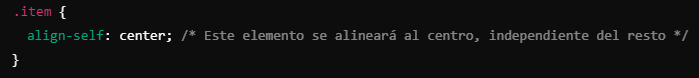 .item {
  align-self: center; /* Este elemento se alineará al centro, independiente del resto */
}